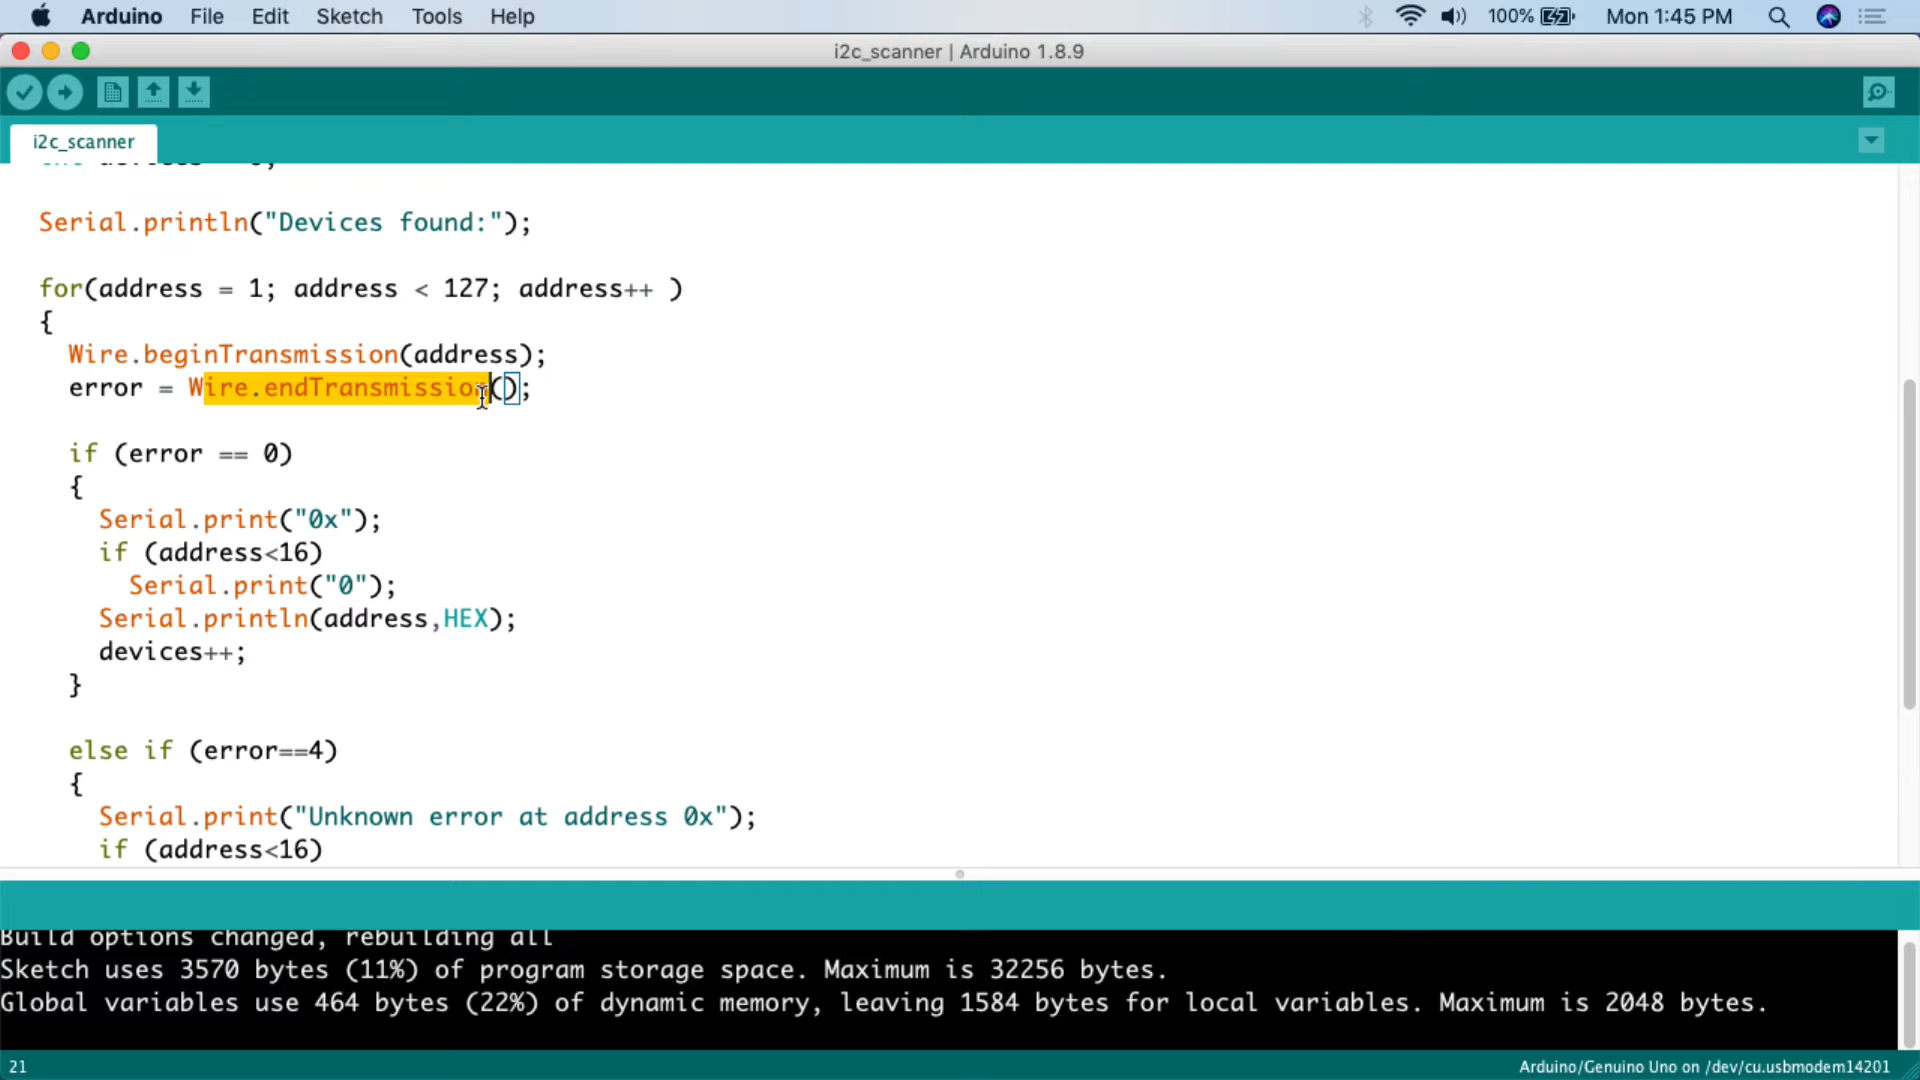 Arduino File Edit Sketch Tools Help 100% Mon 1:45 PM
i2c_scanner | Arduino 1.8.9
i2c_scanner
Serial.println("Devices found:");
for(address = 1; address < 127; address++ )
{
Wire.beginTransmission(address);
error = Wire.endTransmission();
if (error == 0)
{
Serial.print("0x");
if (address<16)
Serial.print("0");
Serial.println(address,HEX);
devices++;
}
else if (error==4)
{
Serial.print("Unknown error at address 0x");
if (address<16)
Build options changed, rebuilding all
Sketch uses 3570 bytes (11%) of program storage space. Maximum is 32256 bytes.
Global variables use 464 bytes (22%) of dynamic memory, leaving 1584 bytes for local variables. Maximum is 2048 bytes.
21 Arduino/Genuino Uno on /dev/cu.usbmodem14201